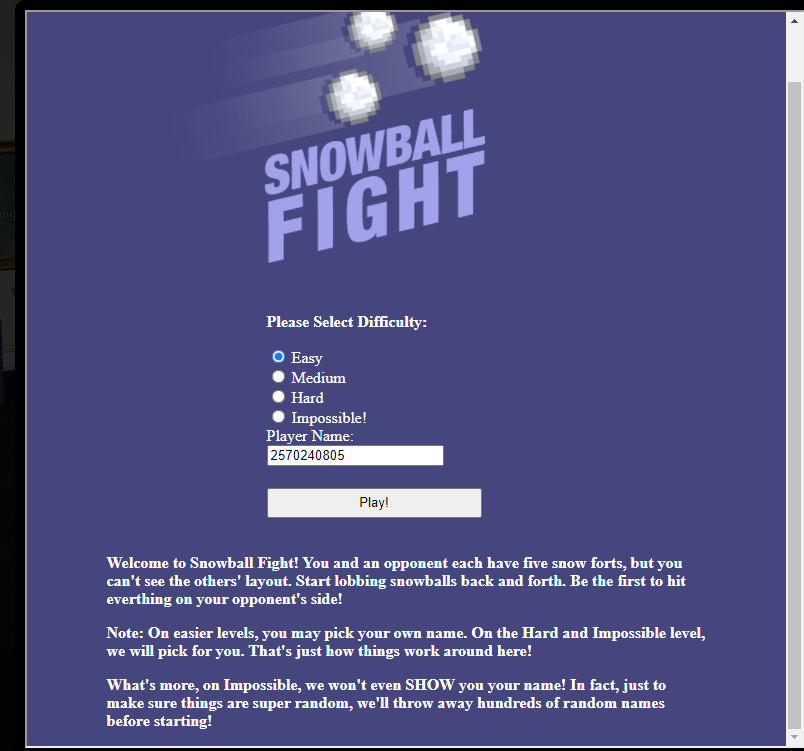 SNOWBALL
FIGHT
Please Select Difficulty:
Easy
Medium
Hard
Impossible!
Player Name:
2570240805
Play!
Welcome to Snowball Fight! You and an opponent each have five snow forts, but you
can't see the others' layout. Start lobbing snowballs back and forth. Be the first to hit
everthing on your opponent's side!
Note: On easier levels, you may pick your own name. On the Hard and Impossible level,
we will pick for you. That's just how things work around here!
What's more, on Impossible, we won't even SHOW you your name! In fact, just to
make sure things are super random, we'll throw away hundreds of random names
before starting!